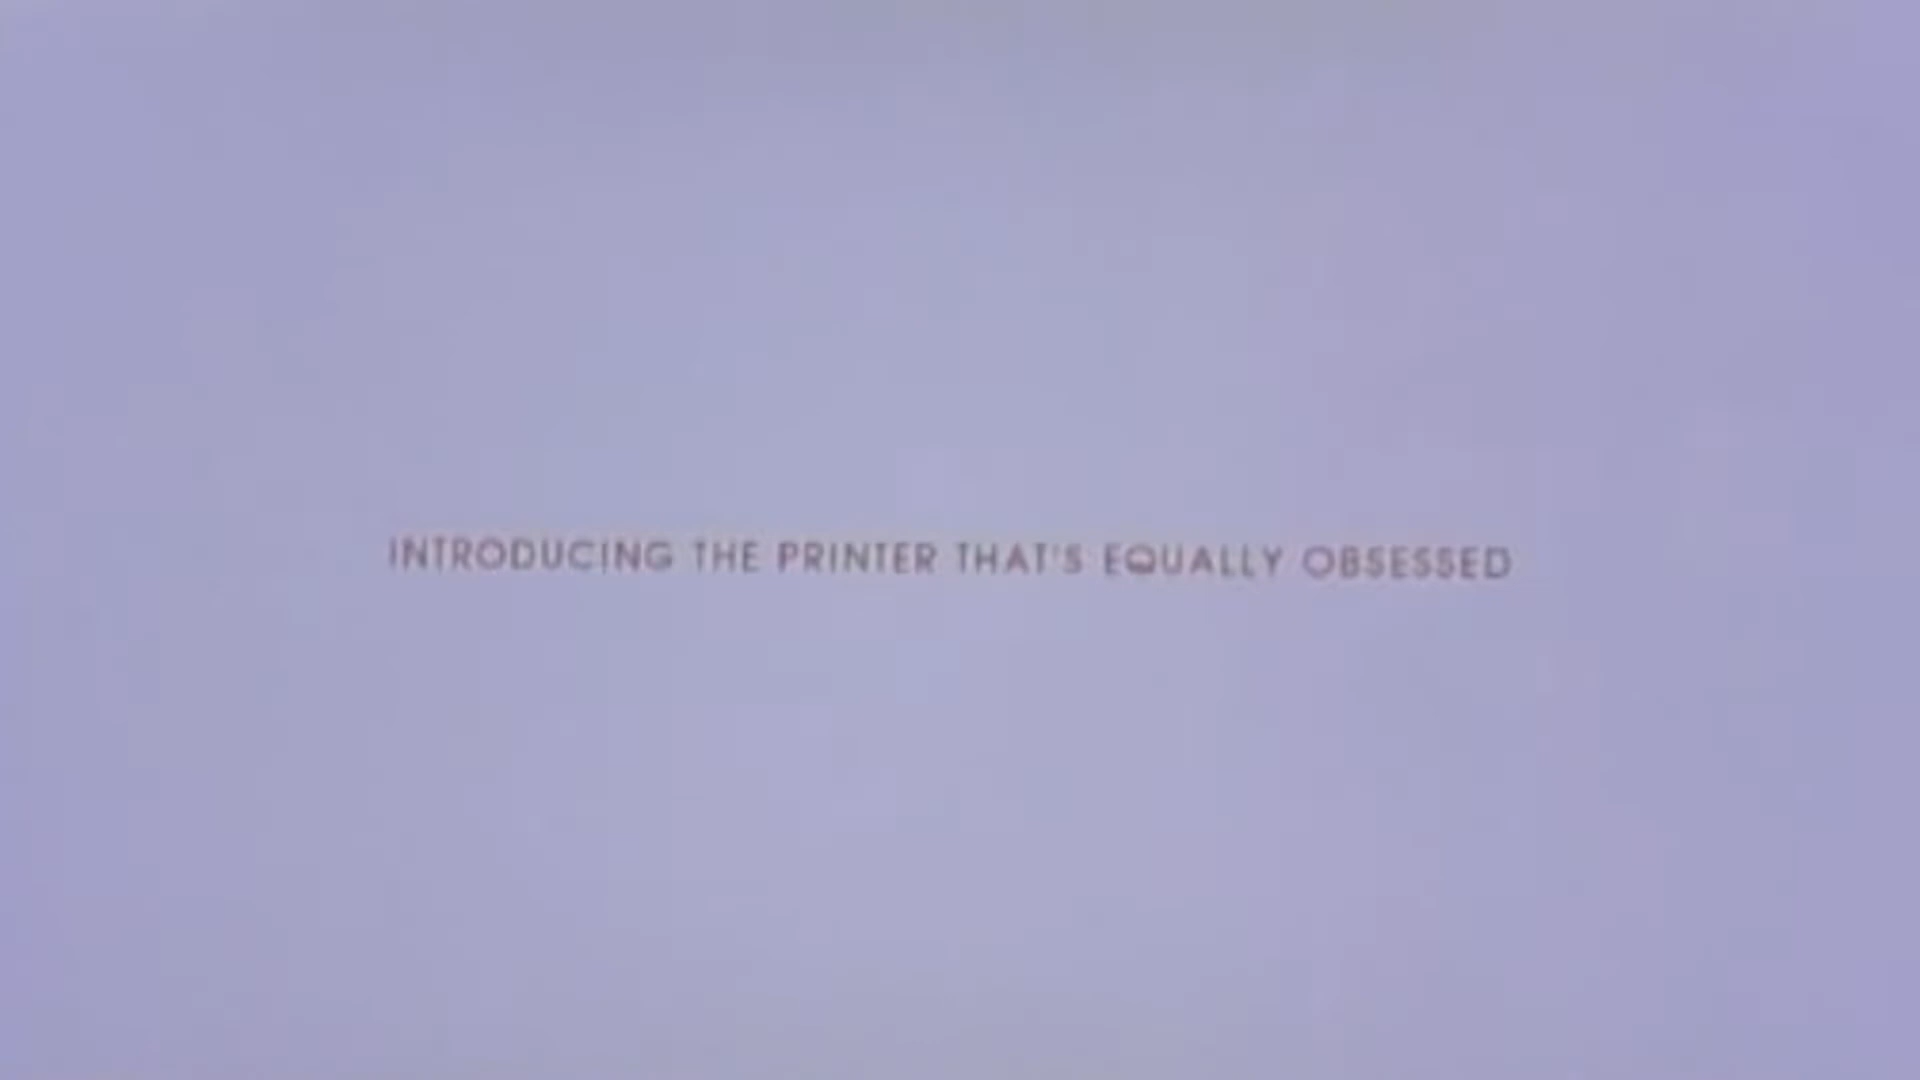 INTRODUCING THE PRINTER THAT'S EQUALLY OBSESSED